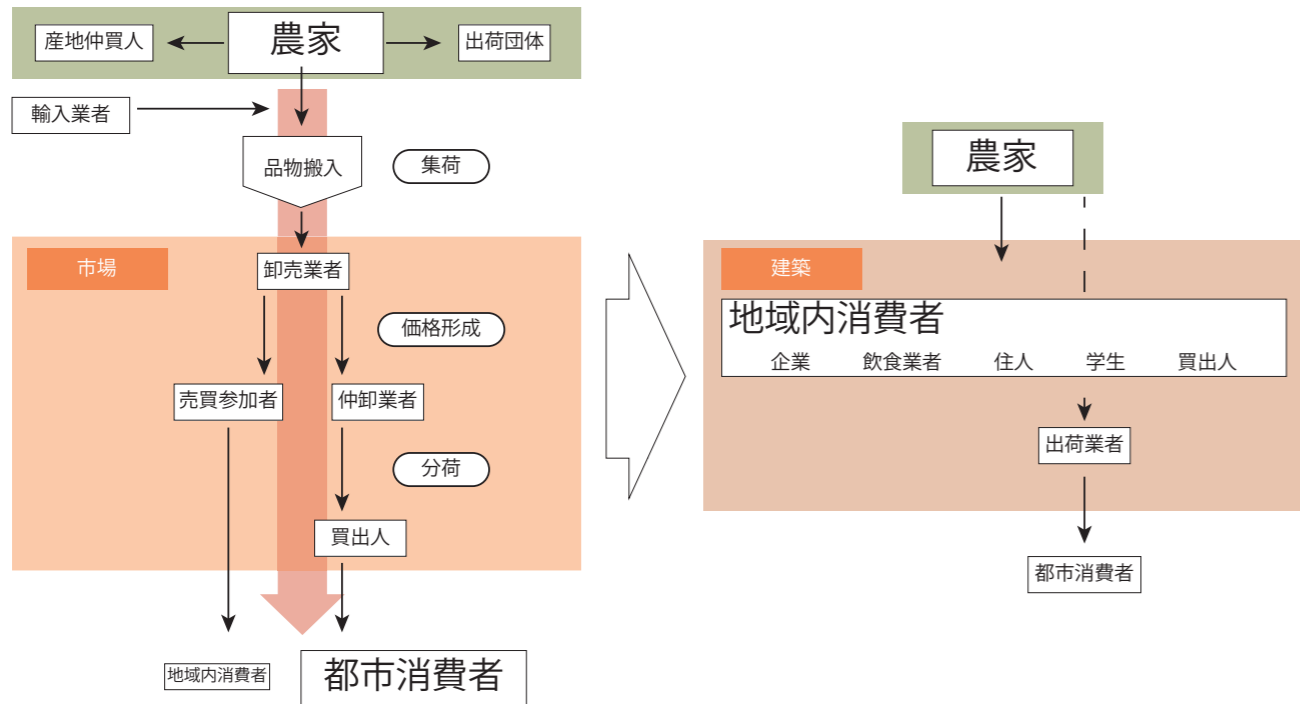 産地仲買人
農家
出荷団体
輸入業者
品物搬入
集荷
市場
卸売業者
価格形成
売買参加者
仲卸業者
分荷
買出人
地域内消費者
都市消費者
農家
建築
地域内消費者
企業 飲食業者 住人 学生 買出人
出荷業者
都市消費者